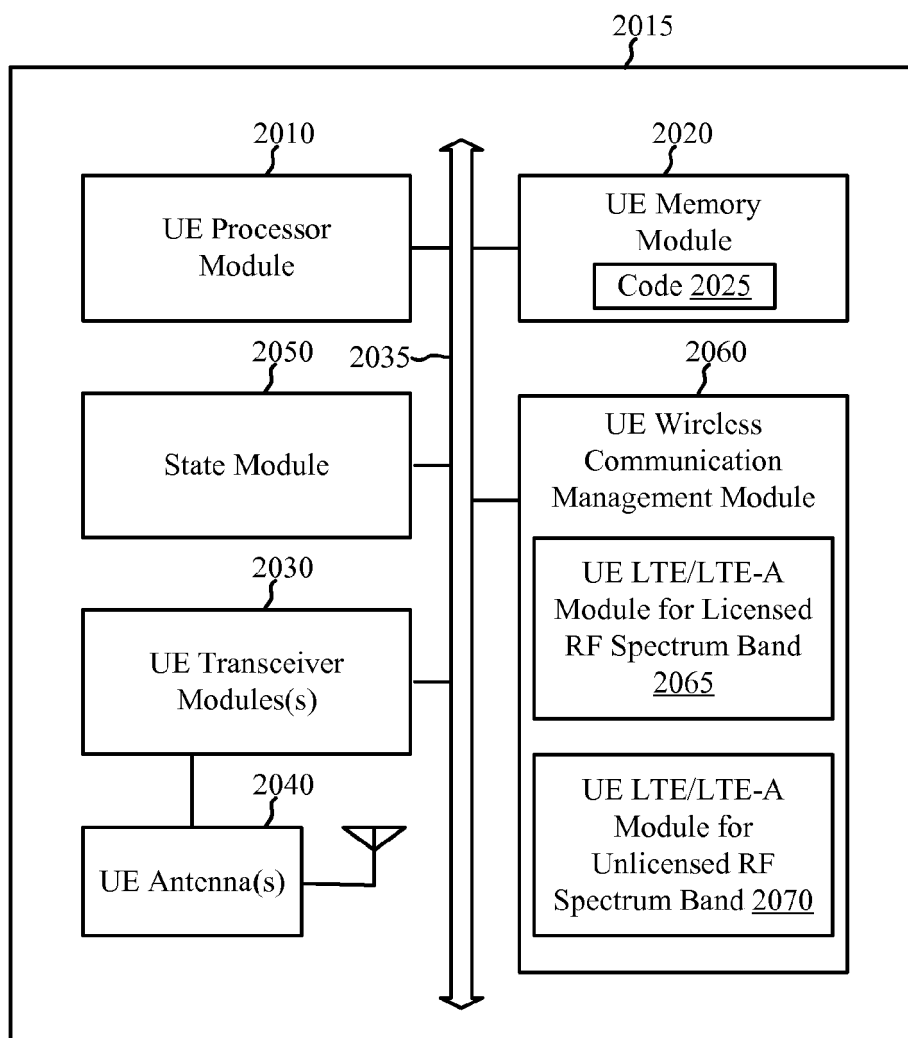 2015
2010
UE Processor
Module
2020
UE Memory
Module
Code 2025
2035
2050
State Module
2060
UE Wireless
Communication
Management Module
UE LTE/LTE-A
Module for Licensed
RF Spectrum Band
2065
UE LTE/LTE-A
Module for
Unlicensed RF
Spectrum Band 2070
2030
UE Transceiver
Modules(s)
2040
UE Antenna(s)